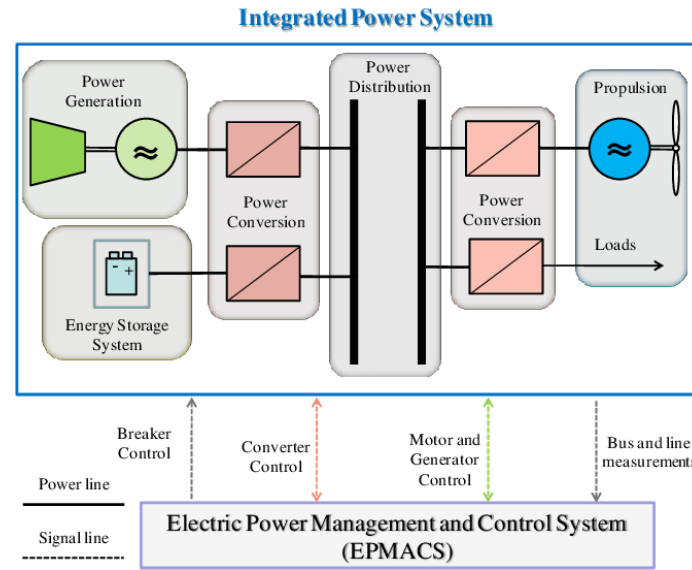 Integrated Power System
Power
Generation
Power
Distribution
Propulsion
Power
Conversion
Power
Conversion
Loads
- +
Energy Storage
System
Breaker
Control
Converter
Control
Motor and
Generator
Control
Bus and line
measurements
Power line
Signal line
Electric Power Management and Control System
(EPMACS)